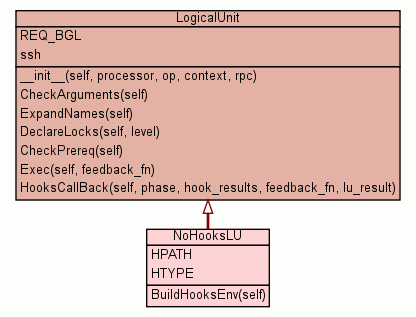 LogicalUnit
REQ_BGL
ssh
__init__(self, processor, op, context, rpc)
CheckArguments(self)
ExpandNames(self)
DeclareLocks(self, level)
CheckPrereq(self)
Exec(self, feedback_fn)
HooksCallBack(self, phase, hook_results, feedback_fn, lu_result)
NoHooksLU
HPATH
HTYPE
BuildHooksEnv(self)